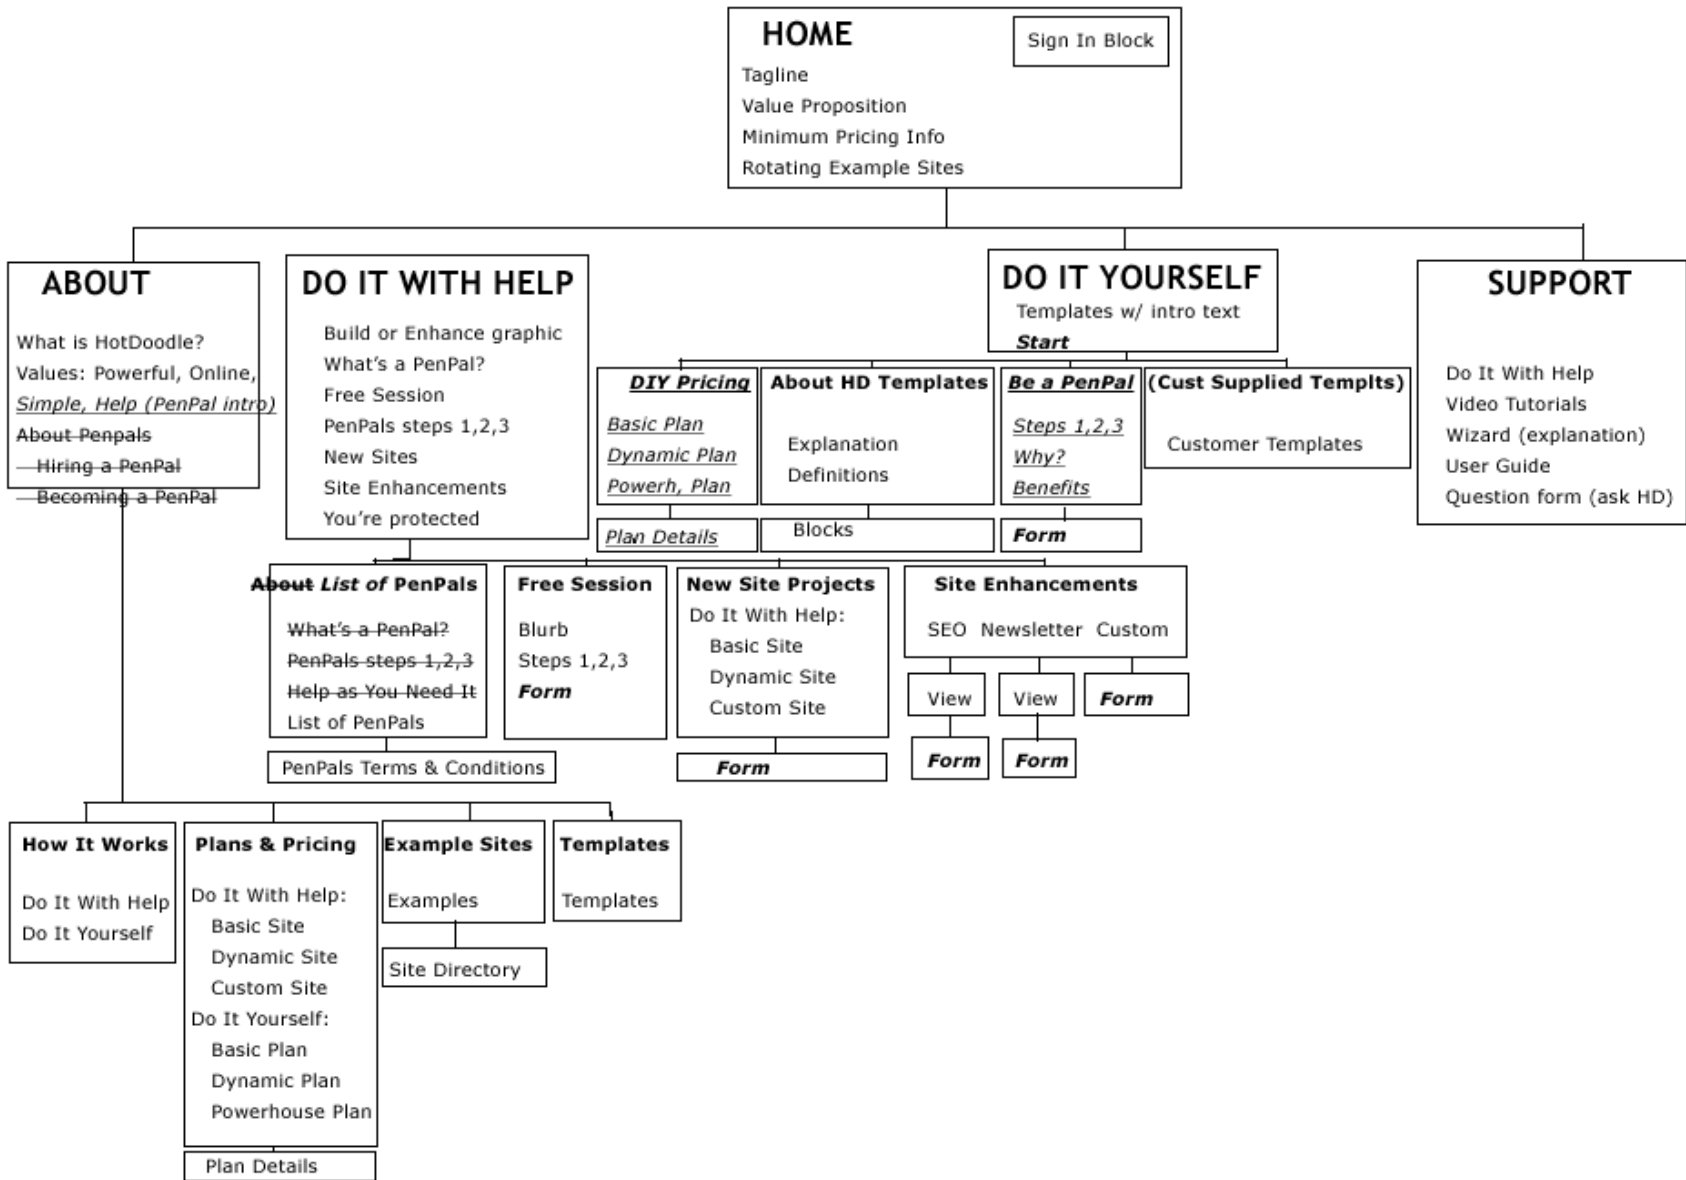 HOME
Sign In Block
Tagline
Value Proposition
Minimum Pricing Info
Rotating Example Sites
ABOUT
What is HotDoodle?
Values: Powerful, Online,
Simple, Help (PenPal intro)
About Penpals
Hiring a PenPal
Becoming a PenPal
DO IT WITH HELP
Build or Enhance graphic
What's a PenPal?
Free Session
PenPals steps 1,2,3
New Sites
Site Enhancements
You're protected
DO IT YOURSELF
Templates w/ intro text
Start
SUPPORT
Do It With Help
Video Tutorials
Wizard (explanation)
User Guide
Question form (ask HD)
DIY Pricing
Basic Plan
Dynamic Plan
Powerh, Plan
Plan Details
About HD Templates
Explanation
Definitions
Blocks
Be a PenPal
Steps 1,2,3
Why?
Benefits
Form
(Cust Supplied Templts)
Customer Templates
About List of PenPals
What's a PenPal?
PenPals steps 1,2,3
Help as You Need It
List of PenPals
PenPals Terms & Conditions
Free Session
Blurb
Steps 1,2,3
Form
New Site Projects
Do It With Help:
Basic Site
Dynamic Site
Custom Site
Form
Site Enhancements
SEO Newsletter Custom
View View Form
Form Form
How It Works
Do It With Help
Do It Yourself
Plans & Pricing
Do It With Help:
Basic Site
Dynamic Site
Custom Site
Do It Yourself:
Basic Plan
Dynamic Plan
Powerhouse Plan
Plan Details
Example Sites
Examples
Site Directory
Templates
Templates